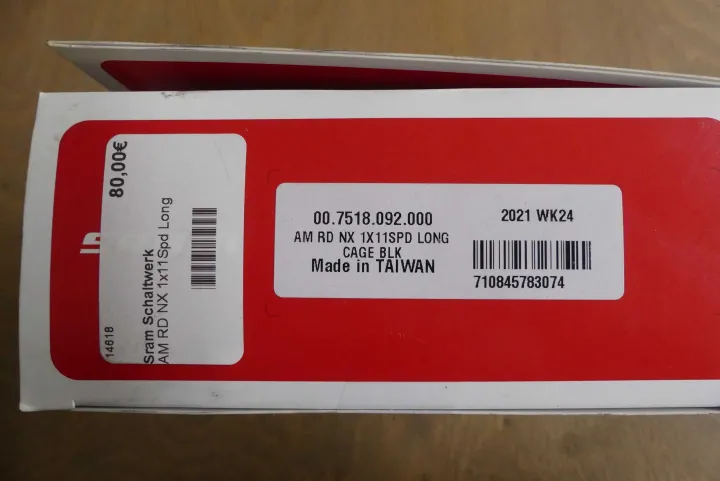 80,00€
Sram Schaltwerk
AM RD NX 1x11Spd Long
14618
00.7518.092.000
AM RD NX 1X11SPD LONG
CAGE BLK
Made in TAIWAN
2021 WK24
710845783074